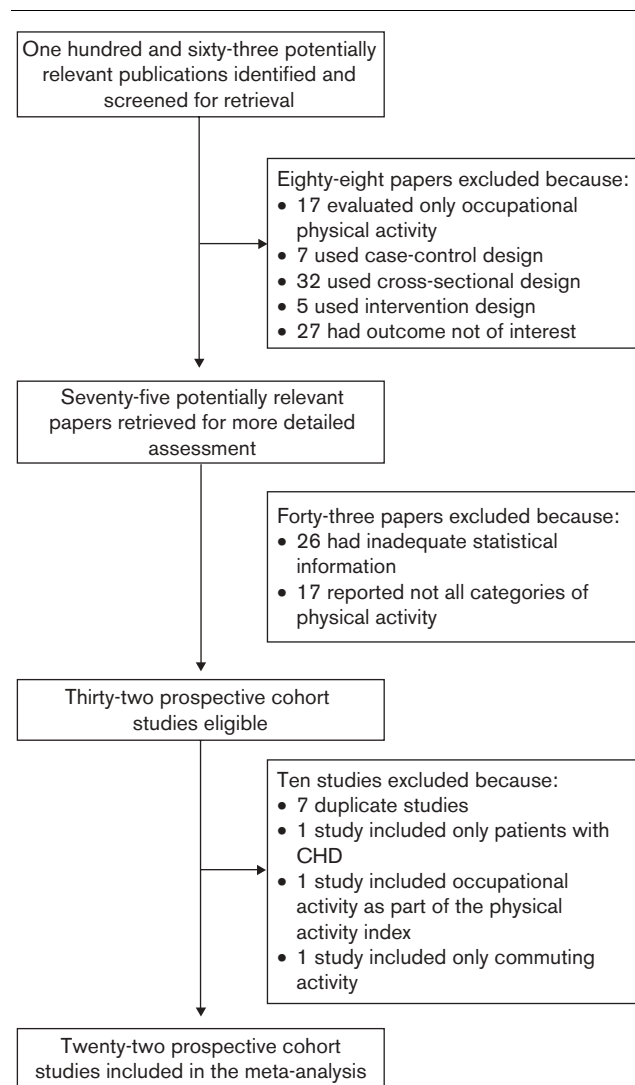 One hundred and sixty-three potentially
relevant publications identified and
screened for retrieval
Eighty-eight papers excluded because:
• 17 evaluated only occupational
physical activity
• 7 used case-control design
• 32 used cross-sectional design
• 5 used intervention design
• 27 had outcome not of interest
Seventy-five potentially relevant
papers retrieved for more detailed
assessment
Forty-three papers excluded because:
• 26 had inadequate statistical
information
• 17 reported not all categories of
physical activity
Thirty-two prospective cohort
studies eligible
Ten studies excluded because:
• 7 duplicate studies
• 1 study included only patients with
CHD
• 1 study included occupational
activity as part of the physical
activity index
• 1 study included only commuting
activity
Twenty-two prospective cohort
studies included in the meta-analysis